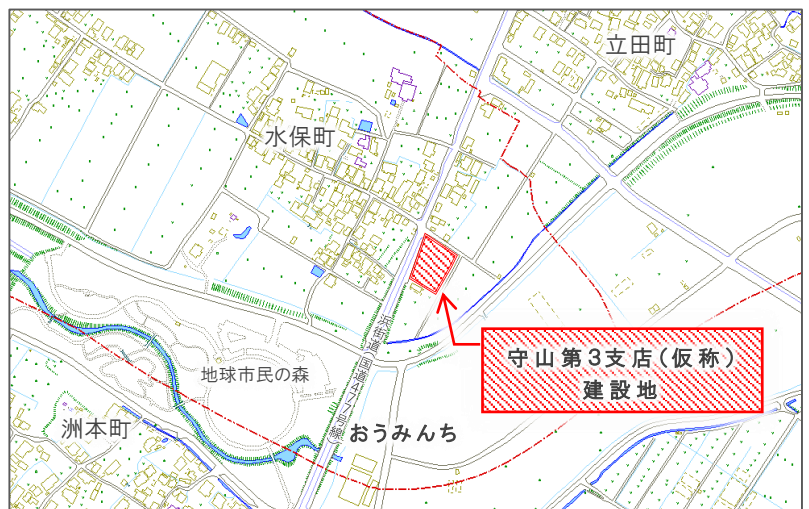 立田町
水保町
守山第3支店(仮称)
建設地
地球市民の森
浜街道(国道477号線)
洲本町
おうみんち